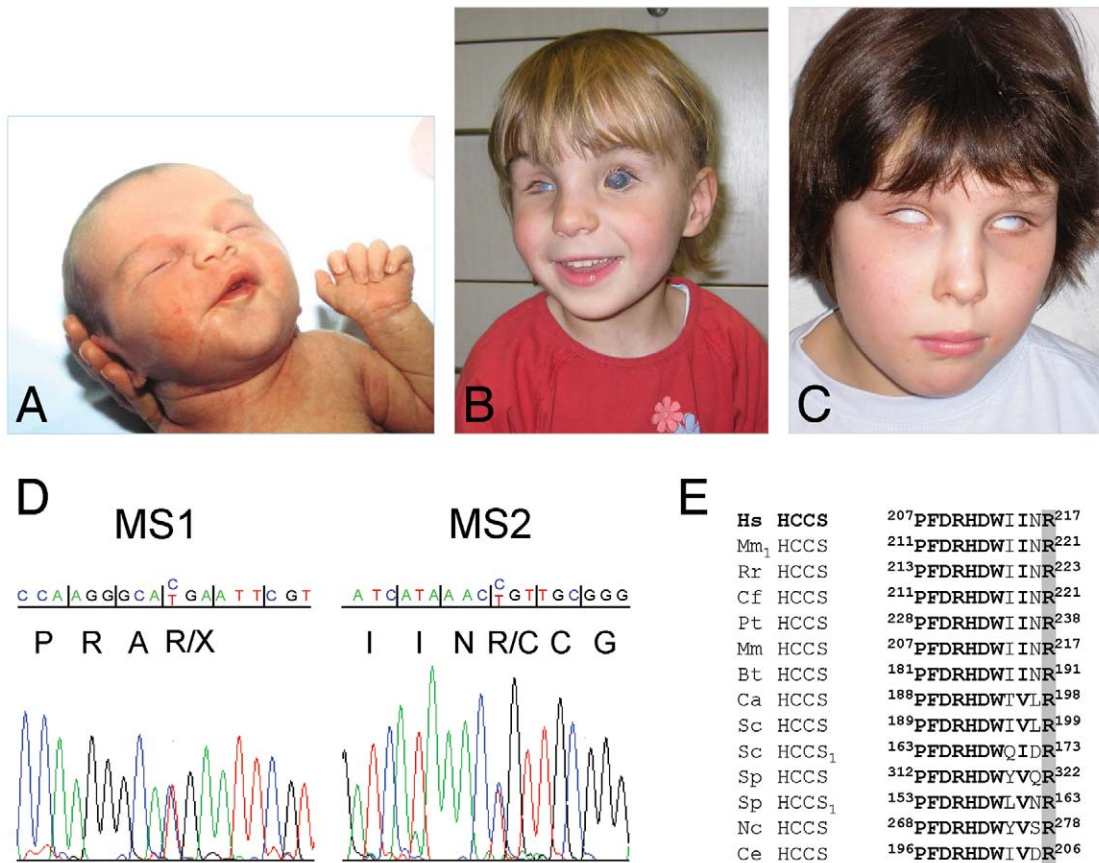 A
B
C
D
MS1
MS2
C C A A G G G C A C/T G A A T T C G T
A T C A T A A A C C/T G T T G C G G G
P R A R/X
I I N R/C C G
E
Hs HCCS ²⁰⁷PFDRHDWIINR²¹⁷
Mm₁ HCCS ²¹¹PFDRHDWIINR²²¹
Rr HCCS ²¹³PFDRHDWIINR²²³
Cf HCCS ²¹¹PFDRHDWIINR²²¹
Pt HCCS ²²⁸PFDRHDWIINR²³⁸
Mm HCCS ²⁰⁷PFDRHDWIINR²¹⁷
Bt HCCS ¹⁸¹PFDRHDWIINR¹⁹¹
Ca HCCS ¹⁸⁸PFDRHDWTVLR¹⁹⁸
Sc HCCS ¹⁸⁹PFDRHDWIVLR¹⁹⁹
Sc HCCS₁ ¹⁶³PFDRHDWQIDR¹⁷³
Sp HCCS ³¹²PFDRHDWYVQR³²²
Sp HCCS₁ ¹⁵³PFDRHDWLVNR¹⁶³
Nc HCCS ²⁶⁸PFDRHDWYVSR²⁷⁸
Ce HCCS ¹⁹⁶PFDRHDWIVDR²⁰⁶